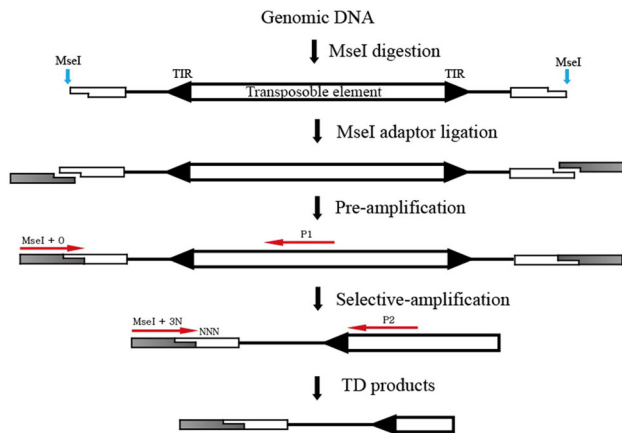 Genomic DNA
MseI digestion
MseI
TIR
TIR
MseI
Transposable element
MseI adaptor ligation
Pre-amplification
MseI + 0
P1
Selective-amplification
MseI + 3N
NNN
P2
TD products